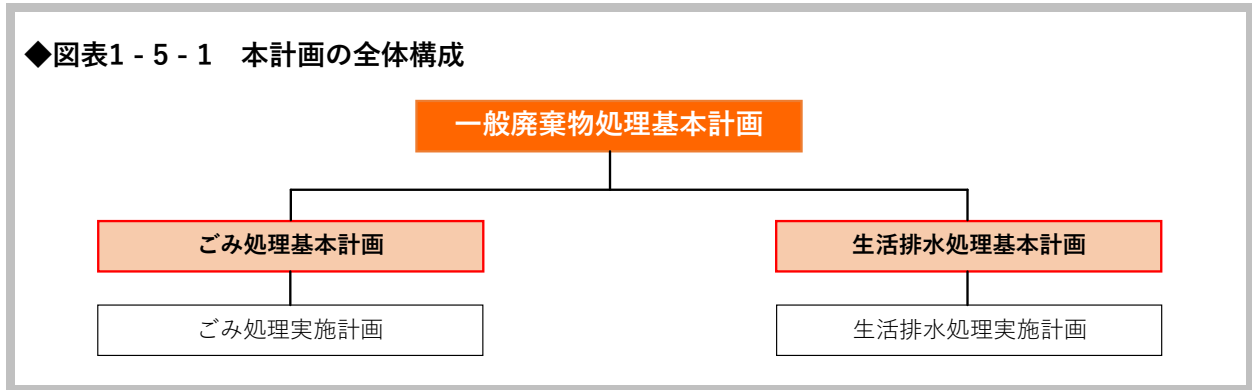 ◆図表1 - 5 - 1　本計画の全体構成
一般廃棄物処理基本計画
ごみ処理基本計画
生活排水処理基本計画
ごみ処理実施計画
生活排水処理実施計画